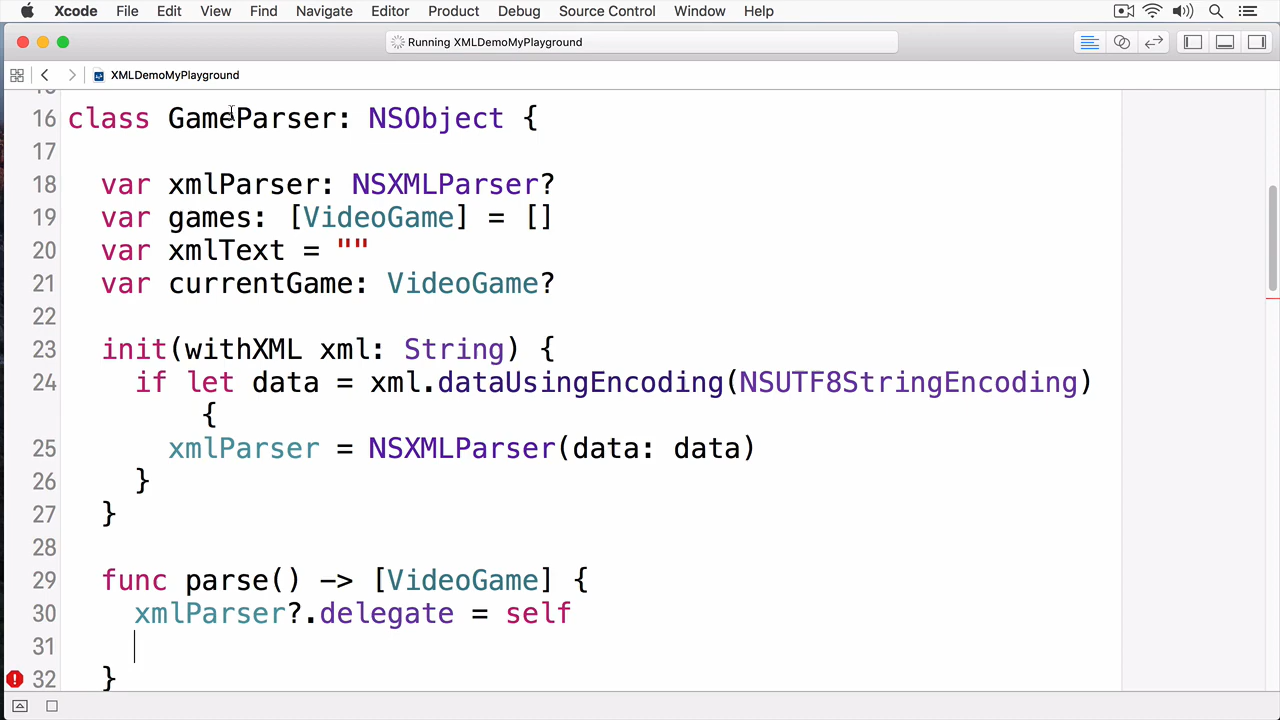 Xcode File Edit View Find Navigate Editor Product Debug Source Control Window Help
Running XMLDemoMyPlayground
XMLDemoMyPlayground
16 class GameParser: NSObject {
17
18 var xmlParser: NSXMLParser?
19 var games: [VideoGame] = []
20 var xmlText = ""
21 var currentGame: VideoGame?
22
23 init(withXML xml: String) {
24 if let data = xml.dataUsingEncoding(NSUTF8StringEncoding)
{
25 xmlParser = NSXMLParser(data: data)
26 }
27 }
28
29 func parse() -> [VideoGame] {
30 xmlParser?.delegate = self
31
32 }